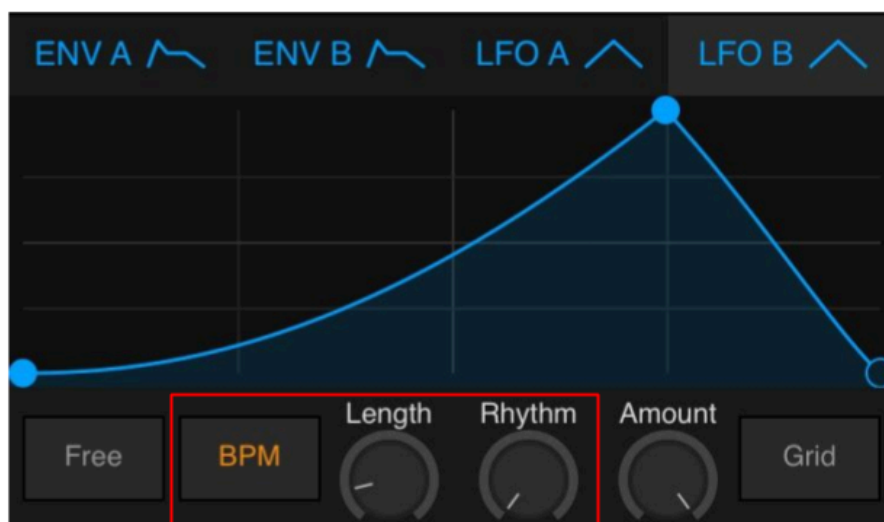 ENV A ENV B LFO A LFO B
Length Rhythm Amount
Free BPM Grid